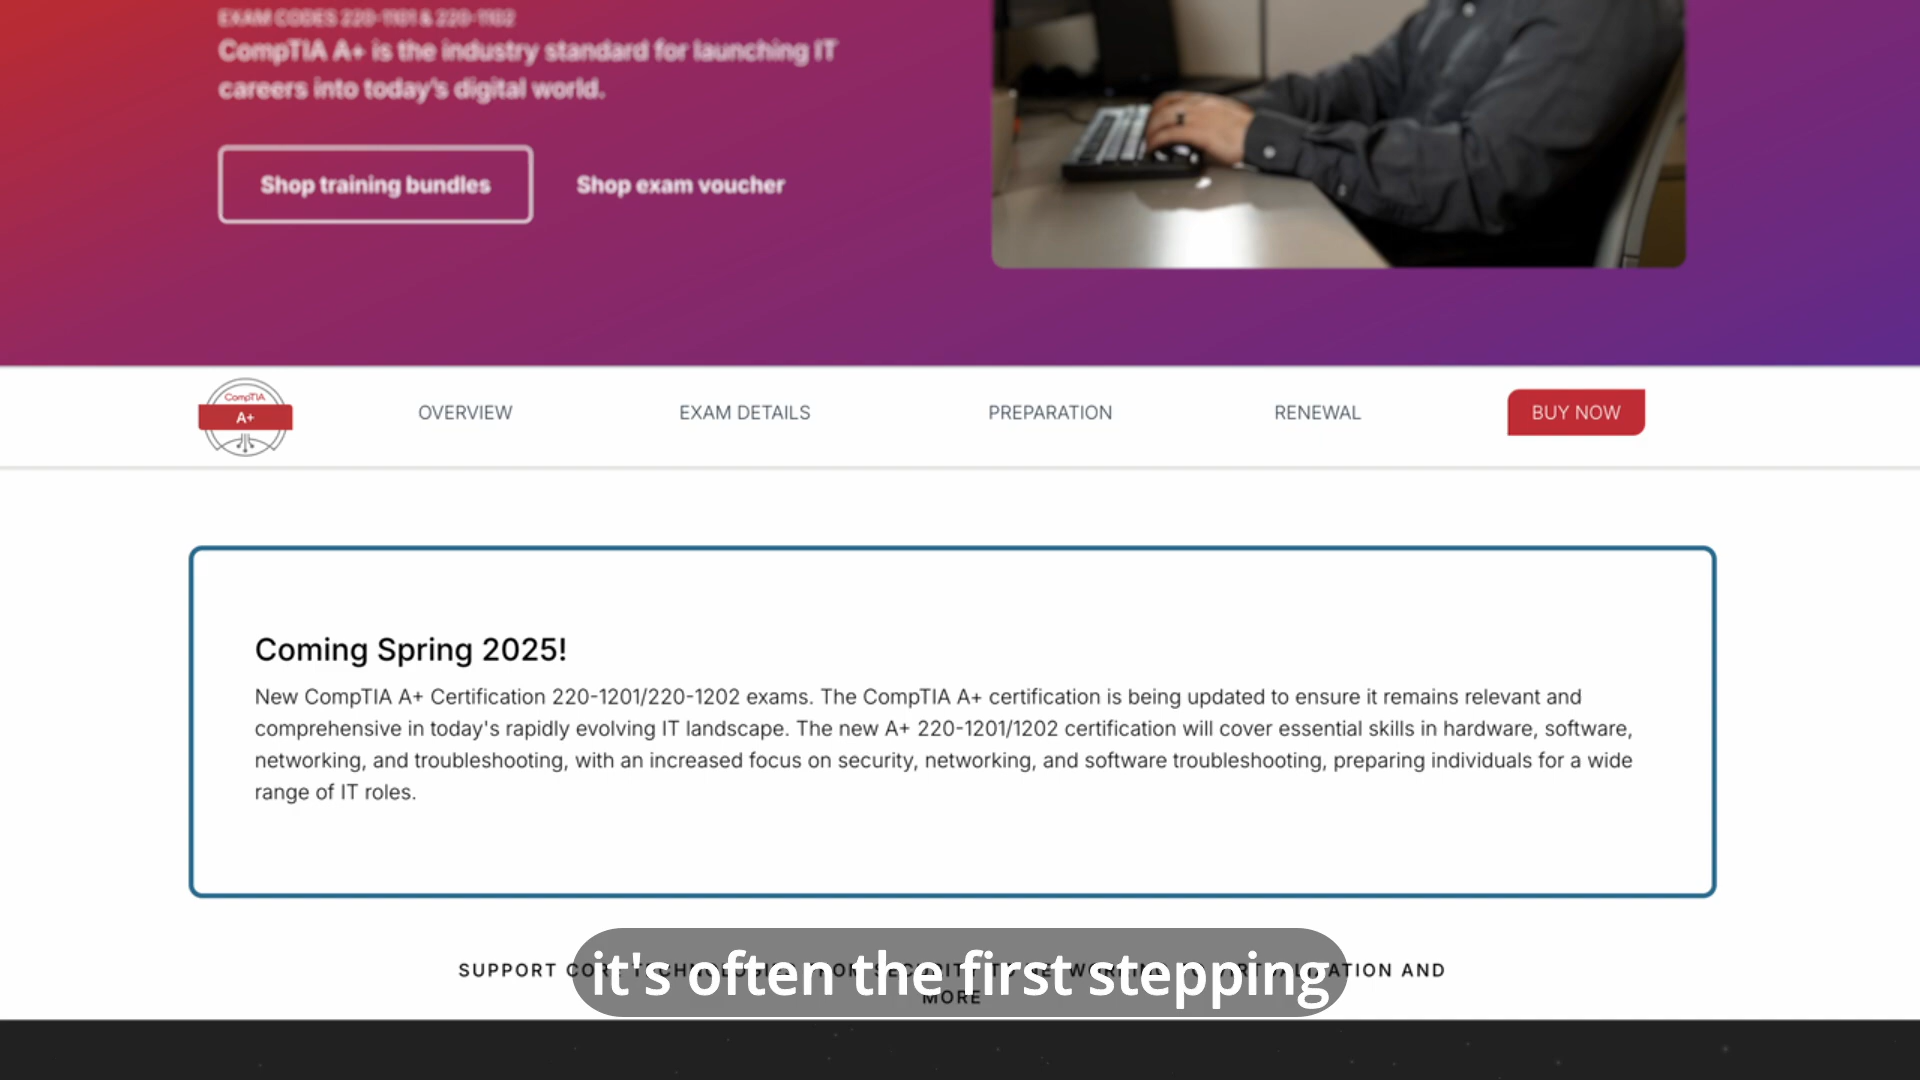 EXAM CODES 220-1101 & 220-1102
CompTIA A+ is the industry standard for launching IT
careers into today's digital world.
Shop training bundles
Shop exam voucher
CompTIA
A+
OVERVIEW
EXAM DETAILS
PREPARATION
RENEWAL
BUY NOW
Coming Spring 2025!
New CompTIA A+ Certification 220-1201/220-1202 exams. The CompTIA A+ certification is being updated to ensure it remains relevant and
comprehensive in today's rapidly evolving IT landscape. The new A+ 220-1201/1202 certification will cover essential skills in hardware, software,
networking, and troubleshooting, with an increased focus on security, networking, and software troubleshooting, preparing individuals for a wide
range of IT roles.
SUPPORT AND
MORE
it's often the first stepping